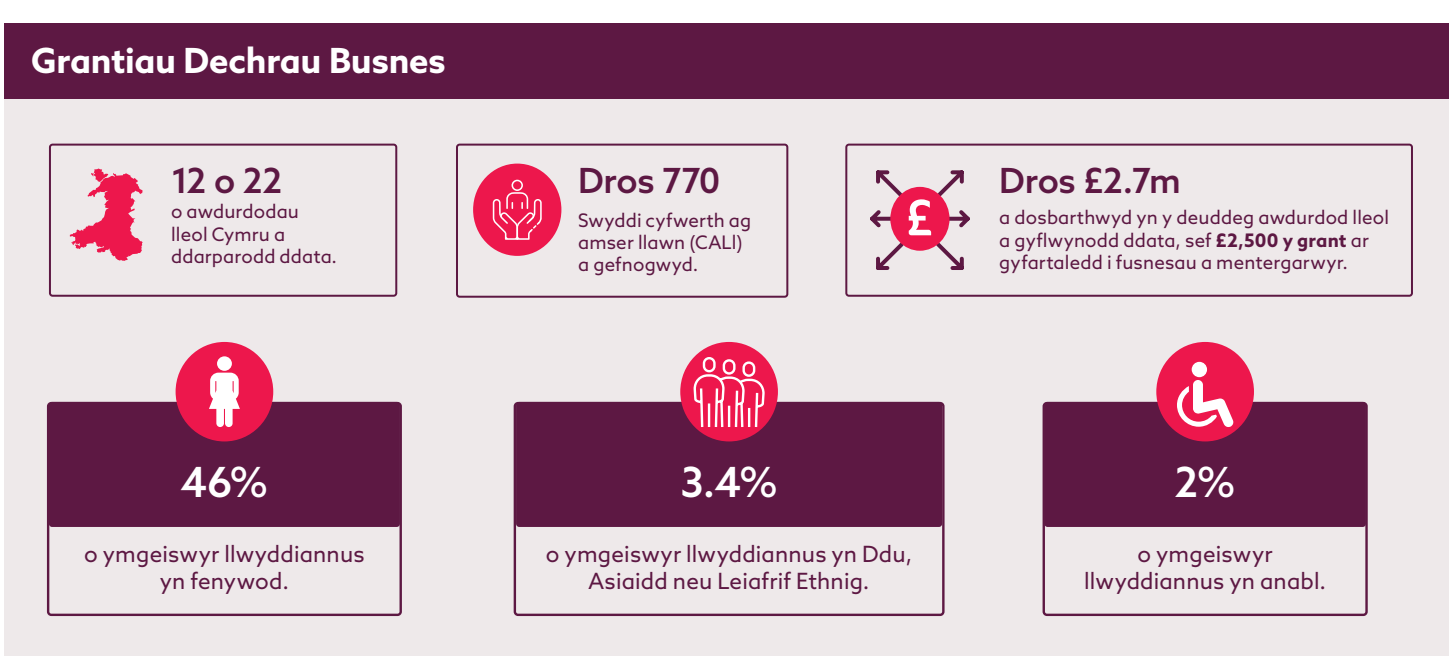 Grantiau Dechrau Busnes
12 o 22
o awdurdodau
lleol Cymru a
ddarparodd ddata.
Dros 770
Swyddi cyfwerth ag
amser llawn (CALl)
a gefnogwyd.
£
Dros £2.7m
a dosbarthwyd yn y deuddeg awdurdod lleol
a gyflwynodd ddata, sef £2,500 y grant ar
gyfartaledd i fusnesau a mentergarwyr.
46%
o ymgeiswyr llwyddiannus
yn fenywod.
3.4%
o ymgeiswyr llwyddiannus yn Ddu,
Asiaidd neu Leiafrif Ethnig.
2%
o ymgeiswyr
llwyddiannus yn anabl.